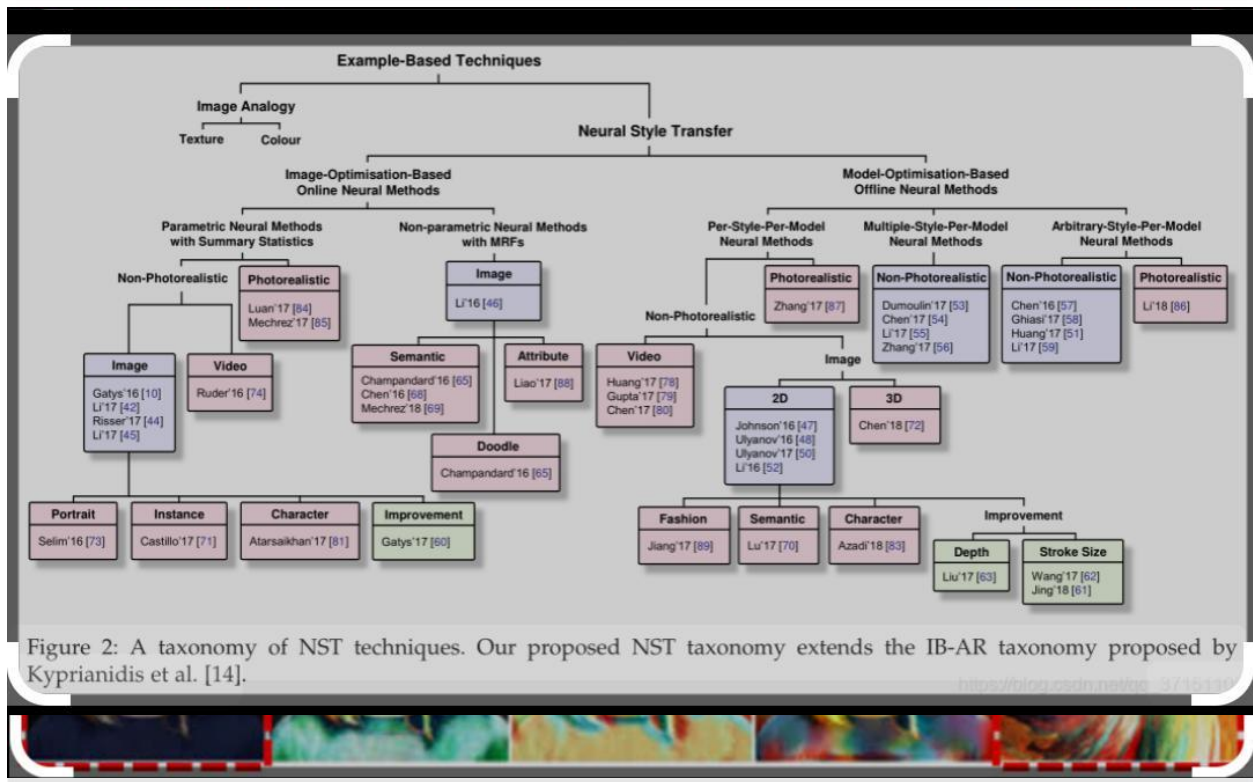 Example-Based Techniques
Image Analogy
Texture Colour
Neural Style Transfer
Image-Optimisation-Based
Online Neural Methods
Model-Optimisation-Based
Offline Neural Methods
Parametric Neural Methods
with Summary Statistics
Non-parametric Neural Methods
with MRFs
Per-Style-Per-Model
Neural Methods
Multiple-Style-Per-Model
Neural Methods
Arbitrary-Style-Per-Model
Neural Methods
Non-Photorealistic
Photorealistic
Luan'17 [84]
Mechrez'17 [85]
Image
Gatys'16 [10]
Li'17 [42]
Risser'17 [44]
Li'17 [45]
Video
Ruder'16 [74]
Portrait
Selim'16 [73]
Instance
Castillo'17 [71]
Character
Atarsaikhan'17 [81]
Improvement
Gatys'17 [60]
Image
Li'16 [46]
Semantic
Champandard'16 [65]
Chen'16 [68]
Mechrez'18 [69]
Attribute
Liao'17 [88]
Doodle
Champandard'16 [65]
Photorealistic
Zhang'17 [87]
Non-Photorealistic
Video
Huang'17 [78]
Gupta'17 [79]
Chen'17 [80]
Image
2D
Johnson'16 [47]
Ulyanov'16 [48]
Ulyanov'17 [50]
Li'16 [52]
3D
Chen'18 [72]
Fashion
Jiang'17 [89]
Semantic
Lu'17 [70]
Character
Azadi'18 [83]
Improvement
Depth
Liu'17 [63]
Stroke Size
Wang'17 [62]
Jing'18 [61]
Non-Photorealistic
Dumoulin'17 [53]
Chen'17 [54]
Li'17 [55]
Zhang'17 [56]
Non-Photorealistic
Chen'16 [57]
Ghiasi'17 [58]
Huang'17 [51]
Li'17 [59]
Photorealistic
Li'18 [86]
Figure 2: A taxonomy of NST techniques. Our proposed NST taxonomy extends the IB-AR taxonomy proposed by
Kyprianidis et al. [14].